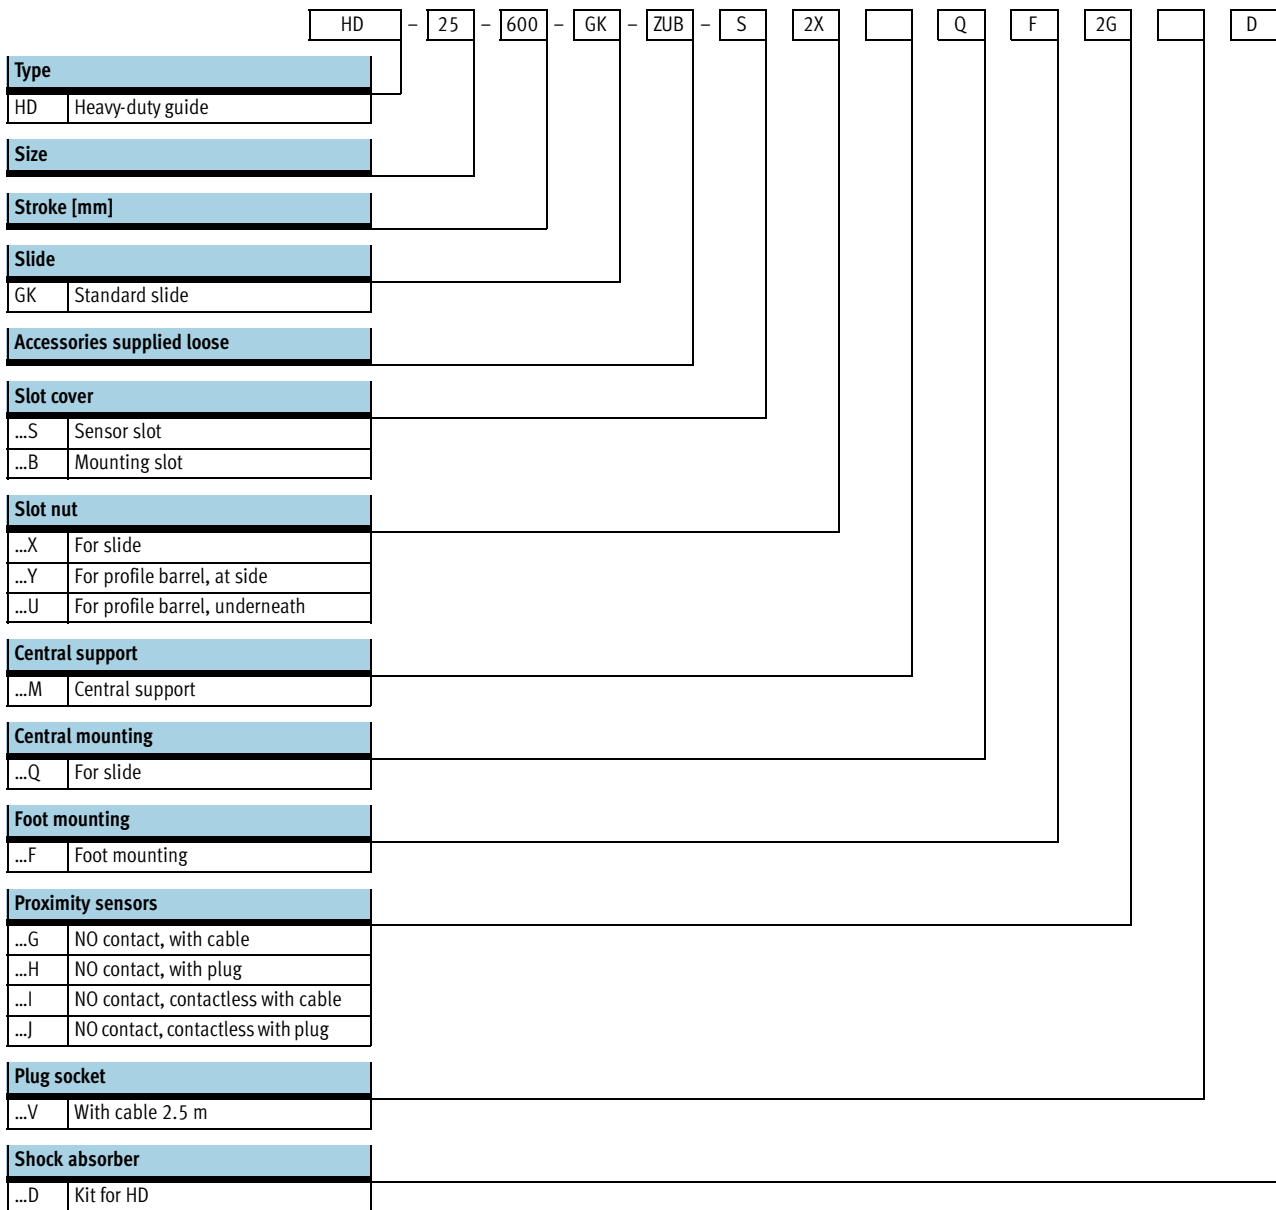 HD – 25 – 600 – GK – ZUB – S 2X Q F 2G D
Type
HD Heavy-duty guide
Size
Stroke [mm]
Slide
GK Standard slide
Accessories supplied loose
Slot cover
...S Sensor slot
...B Mounting slot
Slot nut
...X For slide
...Y For profile barrel, at side
...U For profile barrel, underneath
Central support
...M Central support
Central mounting
...Q For slide
Foot mounting
...F Foot mounting
Proximity sensors
...G NO contact, with cable
...H NO contact, with plug
...I NO contact, contactless with cable
...J NO contact, contactless with plug
Plug socket
...V With cable 2.5 m
Shock absorber
...D Kit for HD